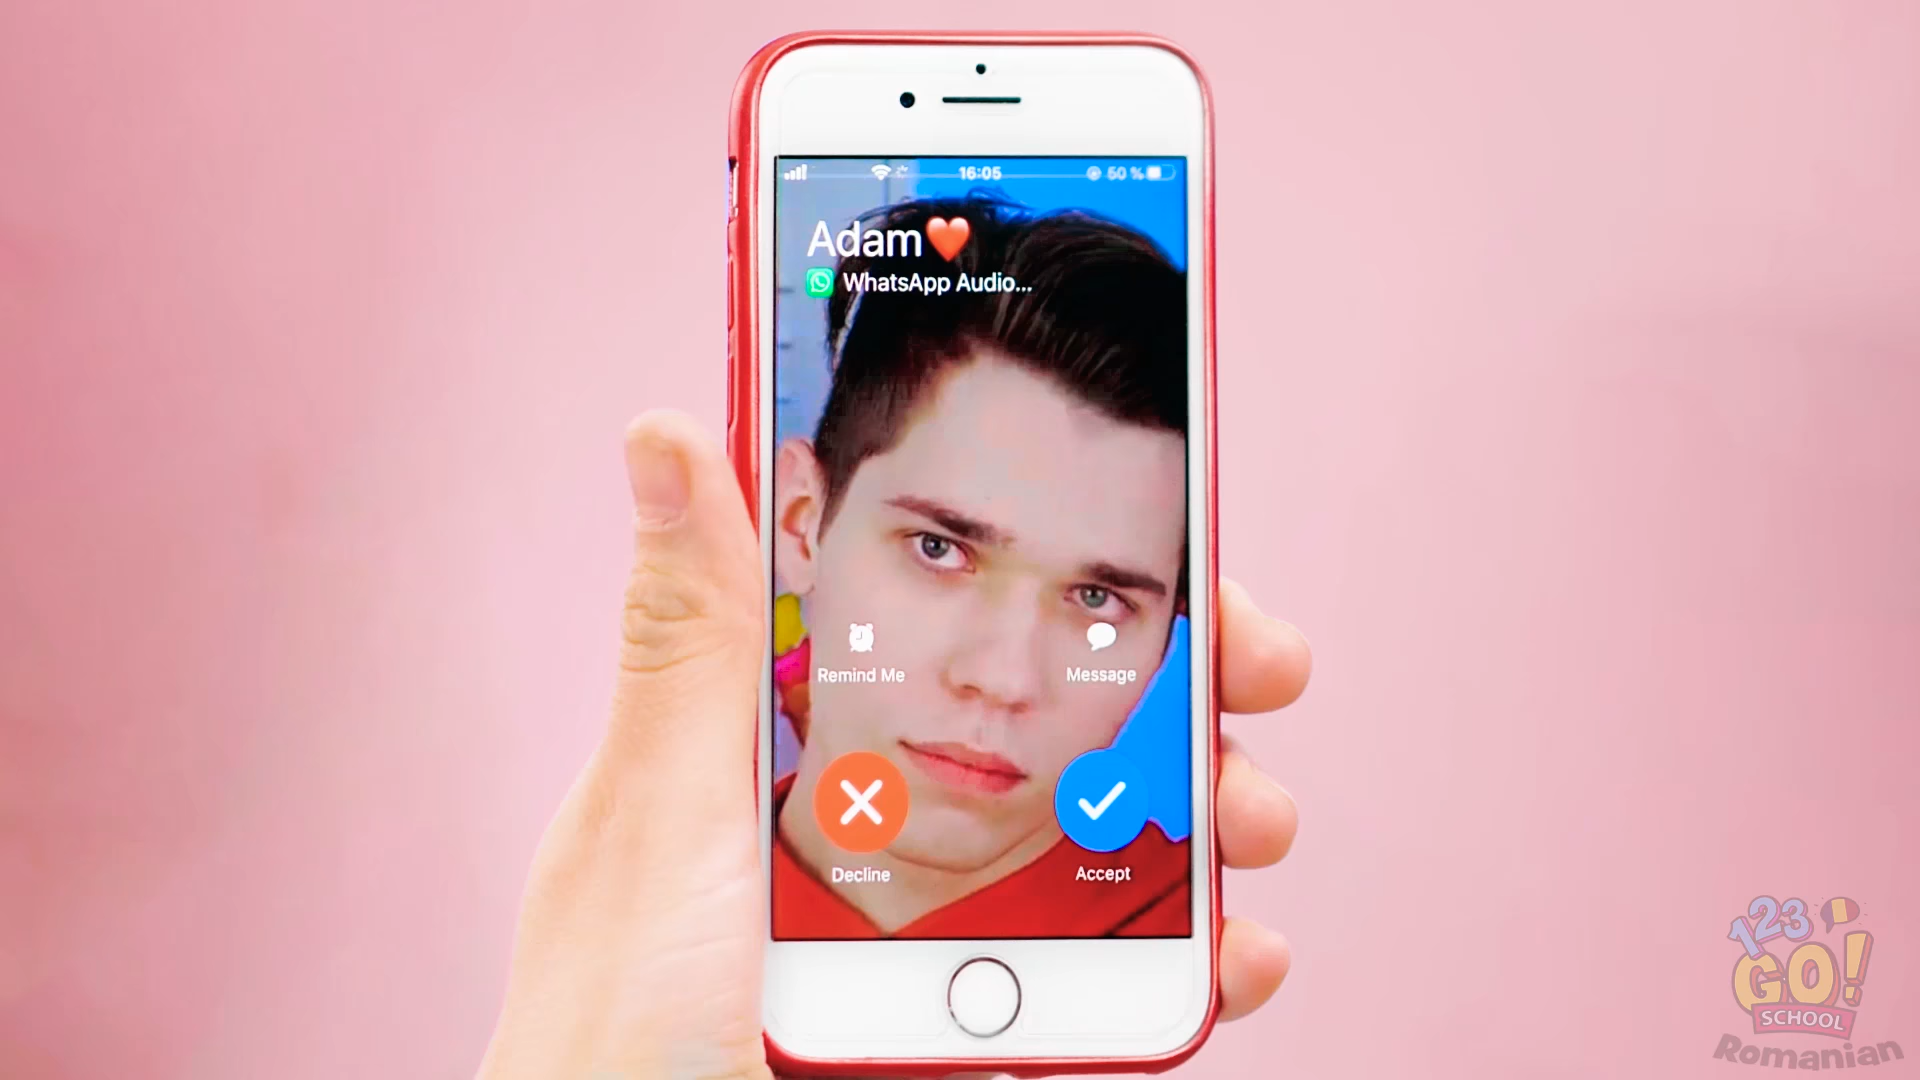 16:05
50 %
Adam❤️
WhatsApp Audio...
Remind Me
Message
Decline
Accept
123
GO!
SCHOOL
Romanian